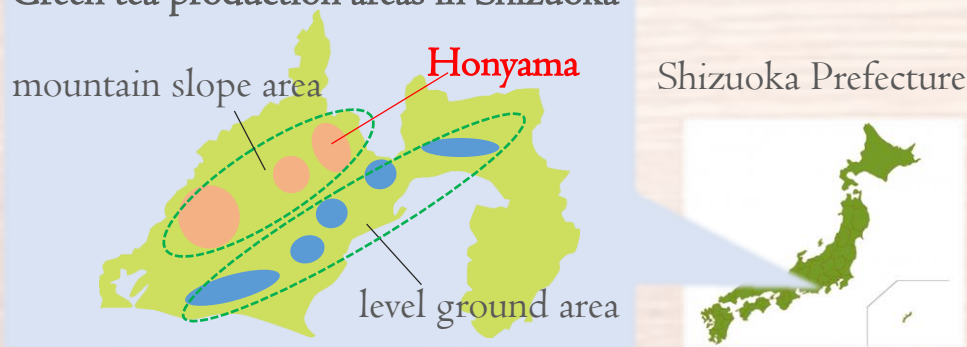 Green tea production areas in Shizuoka
Honyama
mountain slope area
Shizuoka Prefecture
level ground area